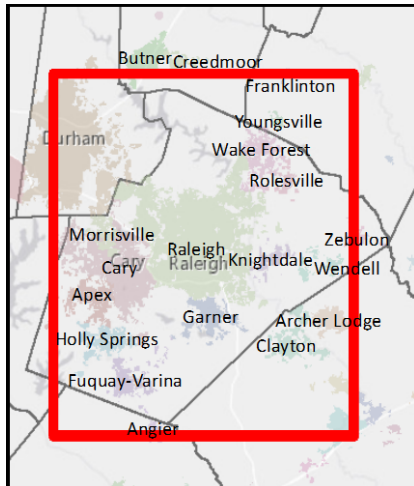 Butner
Creedmoor
Franklinton
Youngsville
Durham
Wake Forest
Rolesville
Morrisville
Zebulon
Raleigh
Cary
Cary
Raleigh
Knightdale
Wendell
Apex
Garner
Archer Lodge
Holly Springs
Clayton
Fuquay-Varina
Angier